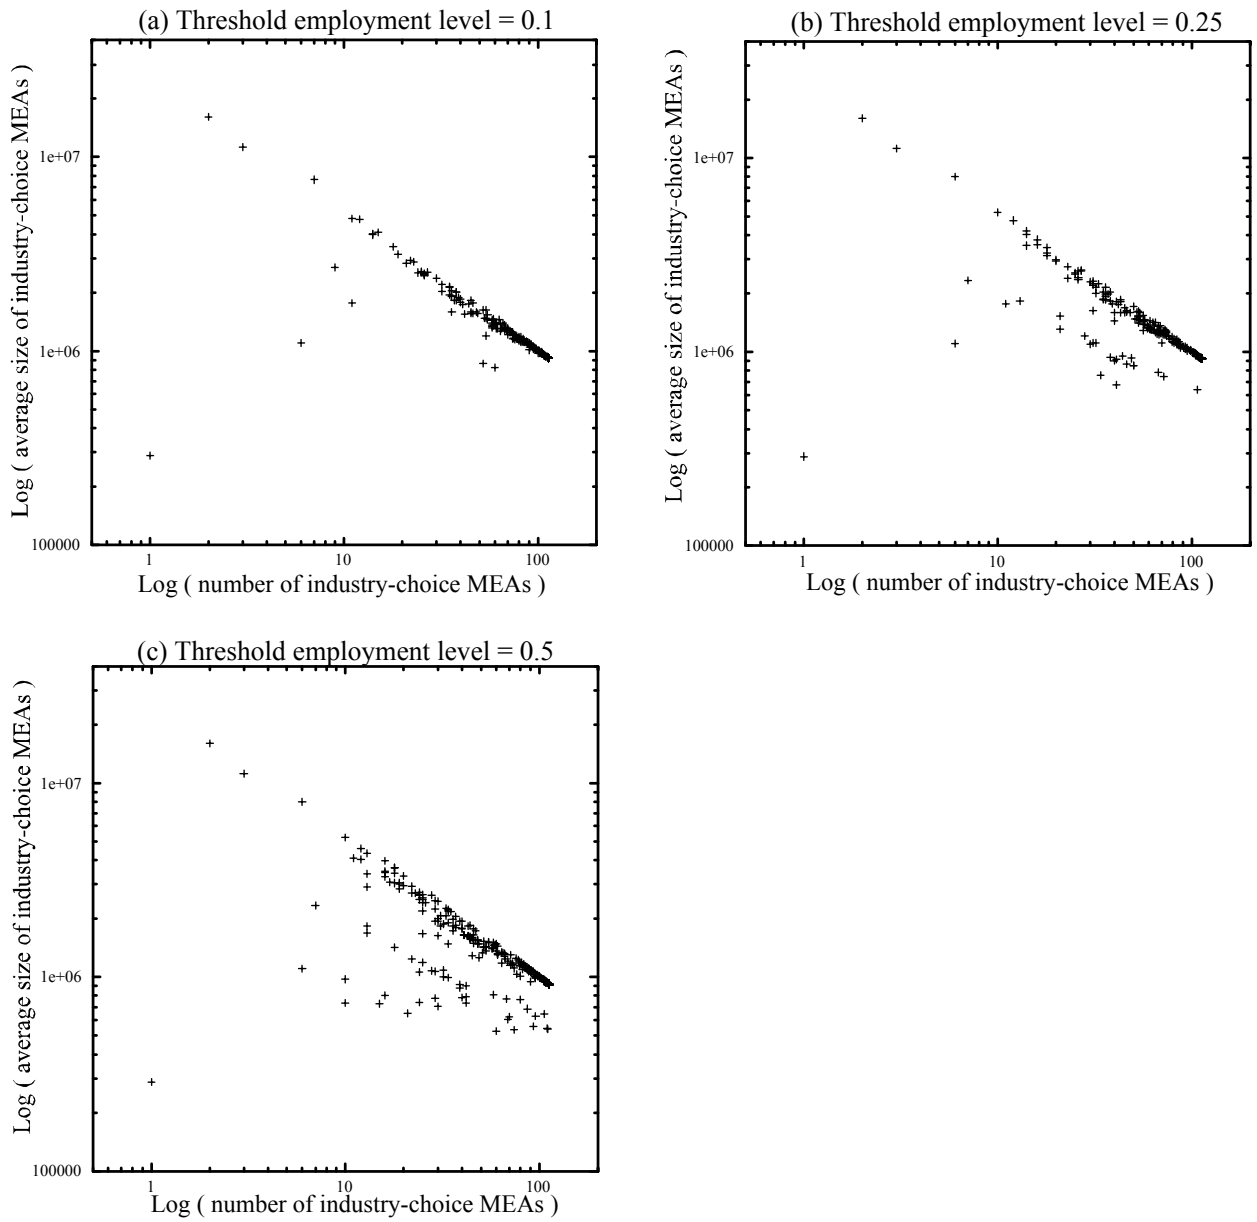 (a) Threshold employment level = 0.1
Log ( average size of industry-choice MEAs )
1e+07
1e+06
100000
1
10
100
Log ( number of industry-choice MEAs )
(b) Threshold employment level = 0.25
Log ( average size of industry-choice MEAs )
1e+07
1e+06
100000
1
10
100
Log ( number of industry-choice MEAs )
(c) Threshold employment level = 0.5
Log ( average size of industry-choice MEAs )
1e+07
1e+06
100000
1
10
100
Log ( number of industry-choice MEAs )